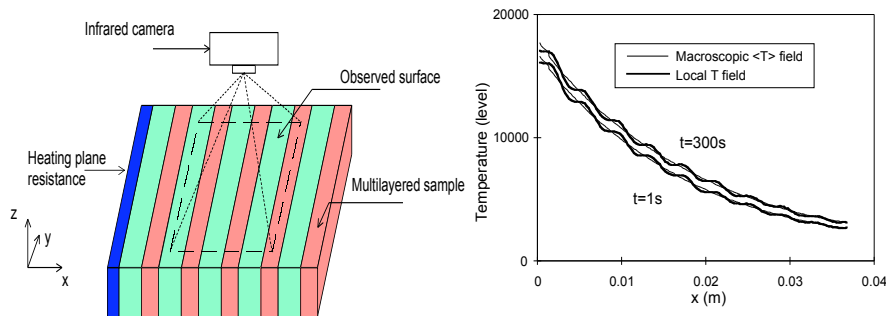 Infrared camera
Observed surface
Heating plane
resistance
Multilayered sample
z
y
x
Temperature (level)
20000
10000
0
Macroscopic <T> field
Local T field
t=300s
t=1s
0
0.01
0.02
0.03
0.04
x (m)